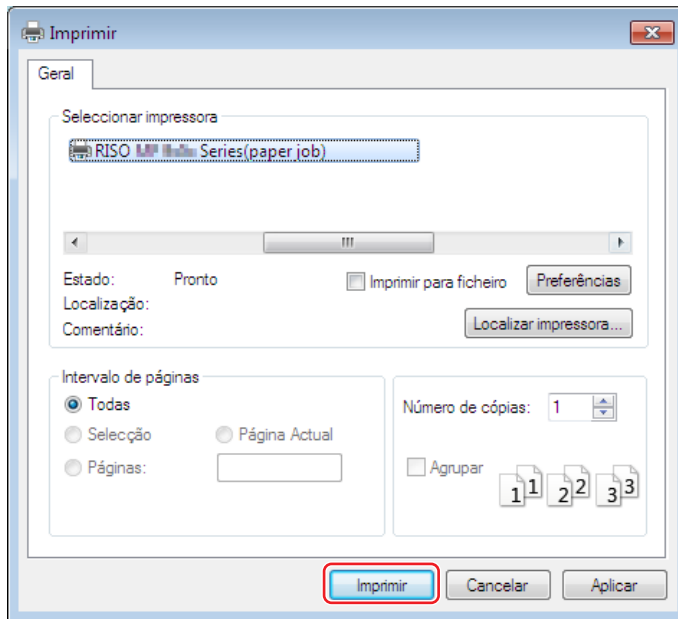 Imprimir
Geral
Seleccionar impressora
RISO Series(paper job)
Estado: Pronto
Imprimir para ficheiro Preferências
Localização:
Comentário:
Localizar impressora...
Intervalo de páginas
Todas
Selecção Página Actual
Páginas:
Número de cópias: 1
Agrupar
1 1 2 2 3 3
Imprimir Cancelar Aplicar